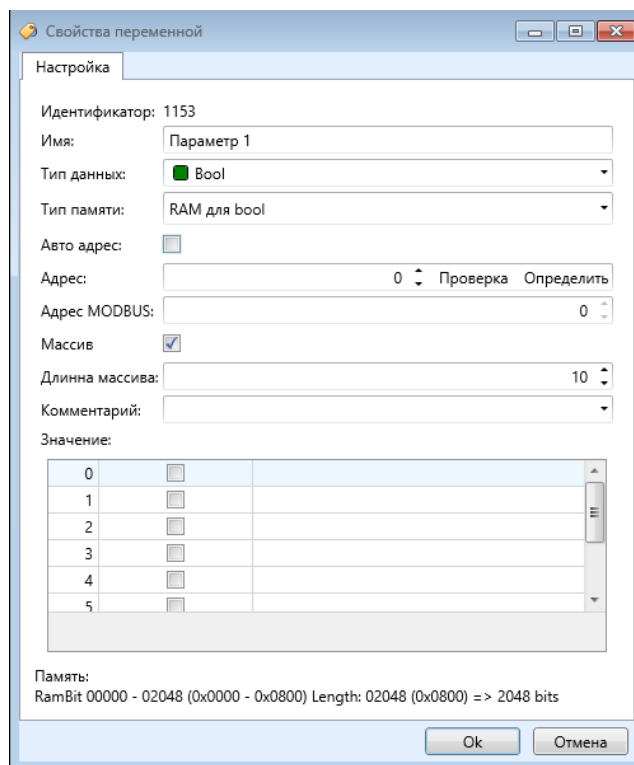 Свойства переменной
Настройка
Идентификатор: 1153
Имя: Параметр 1
Тип данных: Bool
Тип памяти: RAM для bool
Авто адрес:
Адрес: 0 Проверка Определить
Адрес MODBUS: 0
Массив
Длинна массива: 10
Комментарий:
Значение:
0
1
2
3
4
5
Память:
RamBit 00000 - 02048 (0x0000 - 0x0800) Length: 02048 (0x0800) => 2048 bits
Ok Отмена